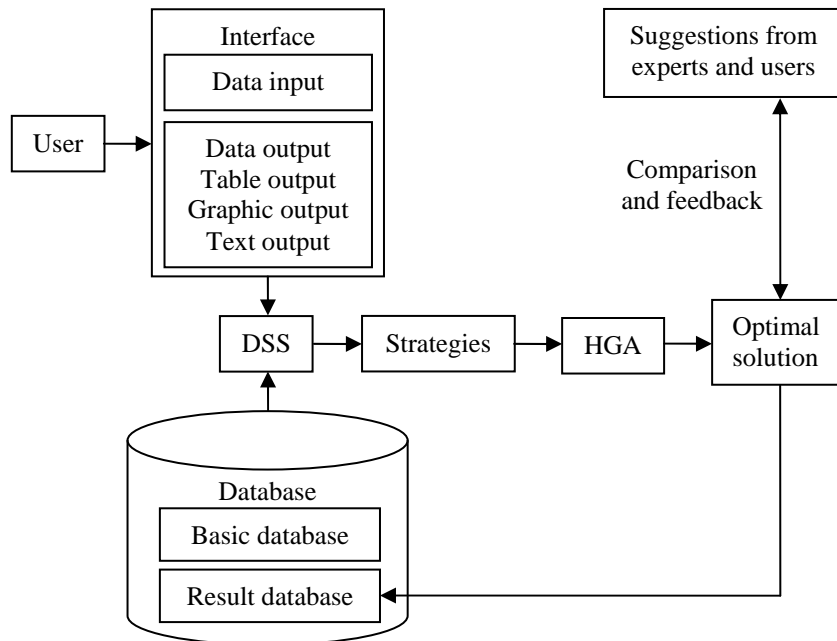 Interface
Data input
User
Data output
Table output
Graphic output
Text output
Suggestions from
experts and users
Comparison
and feedback
DSS
Strategies
HGA
Optimal
solution
Database
Basic database
Result database